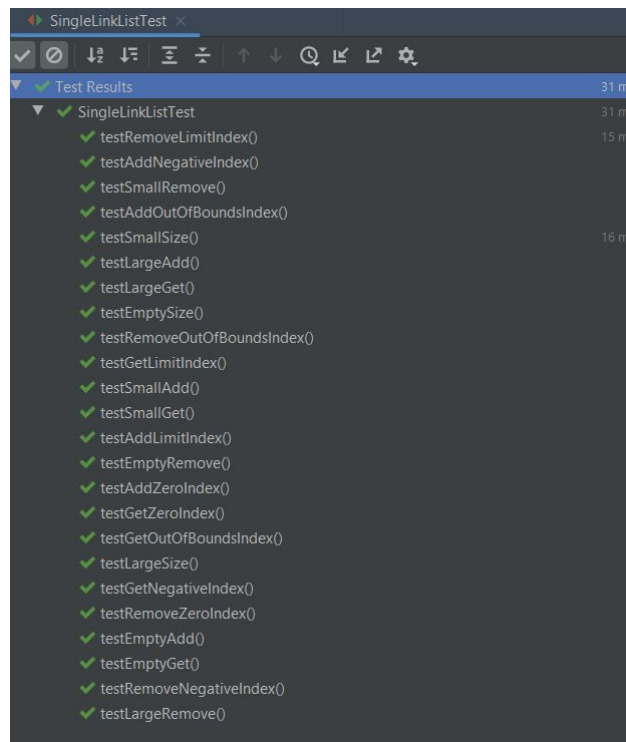 SingleLinkListTest
Test Results 31 m
SingleLinkListTest 31 m
testRemoveLimitIndex() 15 m
testAddNegativeIndex()
testSmallRemove()
testAddOutOfBoundsIndex()
testSmallSize() 16 m
testLargeAdd()
testLargeGet()
testEmptySize()
testRemoveOutOfBoundsIndex()
testGetLimitIndex()
testSmallAdd()
testSmallGet()
testAddLimitIndex()
testEmptyRemove()
testAddZeroIndex()
testGetZeroIndex()
testGetOutOfBoundsIndex()
testLargeSize()
testGetNegativeIndex()
testRemoveZeroIndex()
testEmptyAdd()
testEmptyGet()
testRemoveNegativeIndex()
testLargeRemove()